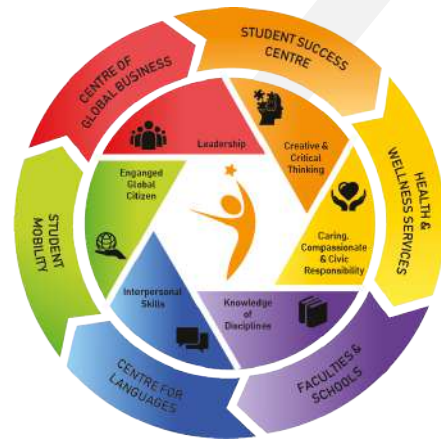 CENTRE OF
GLOBAL BUSINESS
STUDENT SUCCESS
CENTRE
HEALTH &
WELLNESS SERVICES
FACULTIES &
SCHOOLS
CENTRE FOR
LANGUAGES
STUDENT
MOBILITY
Leadership
Creative &
Critical
Thinking
Caring,
Compassionate
& Civic
Responsibility
Knowledge
of
Disciplines
Interpersonal
Skills
Enganged
Global
Citizen